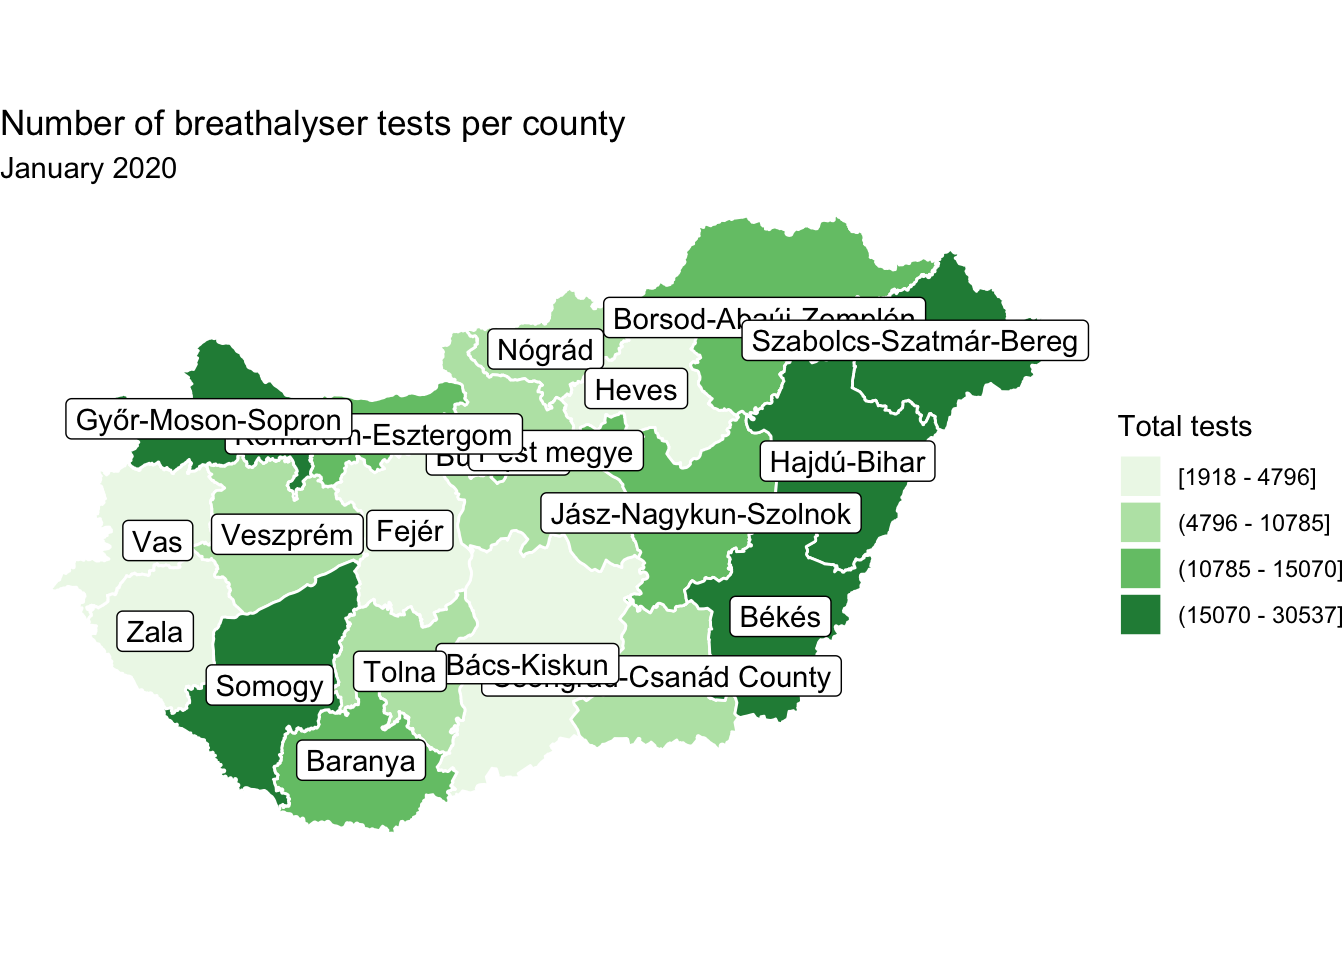 Number of breathalyser tests per county
January 2020
Borsod-Abaúj-Zemplén
Szabolcs-Szatmár-Bereg
Nógrád
Heves
Győr-Moson-Sopron
Komárom-Esztergom
Pest megye
Hajdú-Bihar
Jász-Nagykun-Szolnok
Vas
Veszprém
Fejér
Békés
Zala
Bács-Kiskun
Tolna
Csongrád-Csanád County
Somogy
Baranya
Total tests
[1918 - 4796]
(4796 - 10785]
(10785 - 15070]
(15070 - 30537]